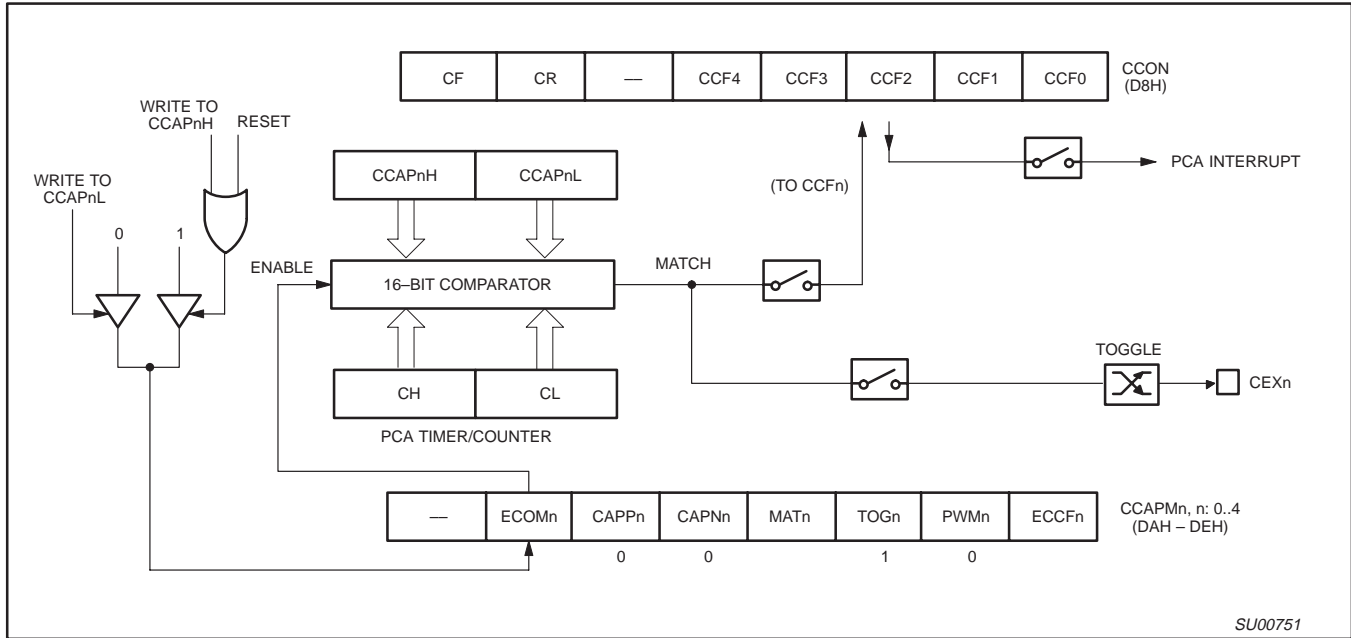 CF CR — CCF4 CCF3 CCF2 CCF1 CCF0
CCON
(D8H)
WRITE TO
CCAPnH
RESET
WRITE TO
CCAPnL
0
1
CCAPnH CCAPnL
(TO CCFn)
PCA INTERRUPT
ENABLE
16–BIT COMPARATOR
MATCH
TOGGLE
CEXn
CH CL
PCA TIMER/COUNTER
— ECOMn CAPPn CAPNn MATn TOGn PWMn ECCFn
CCAPMn, n: 0..4
(DAH – DEH)
0 0 1 0
SU00751